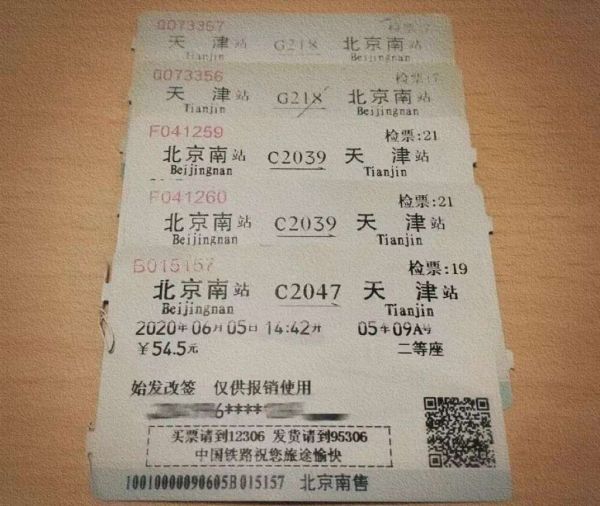 Q073357 检票:17
天津站 G218 北京南站
Tianjin Beijingnan
Q073356 检票:17
天津站 G218 北京南站
Tianjin Beijingnan
F041259 检票:21
北京南站 C2039 天津站
Beijingnan Tianjin
F041260 检票:21
北京南站 C2039 天津站
Beijingnan Tianjin
B015157 检票:19
北京南站 C2047 天津站
Beijingnan Tianjin
2020年06月05日 14:42开 05车09A号
¥54.5元 二等座
始发改签 仅供报销使用
6****
买票请到12306 发货请到95306
中国铁路祝您旅途愉快
10010000090605B015157 北京南售